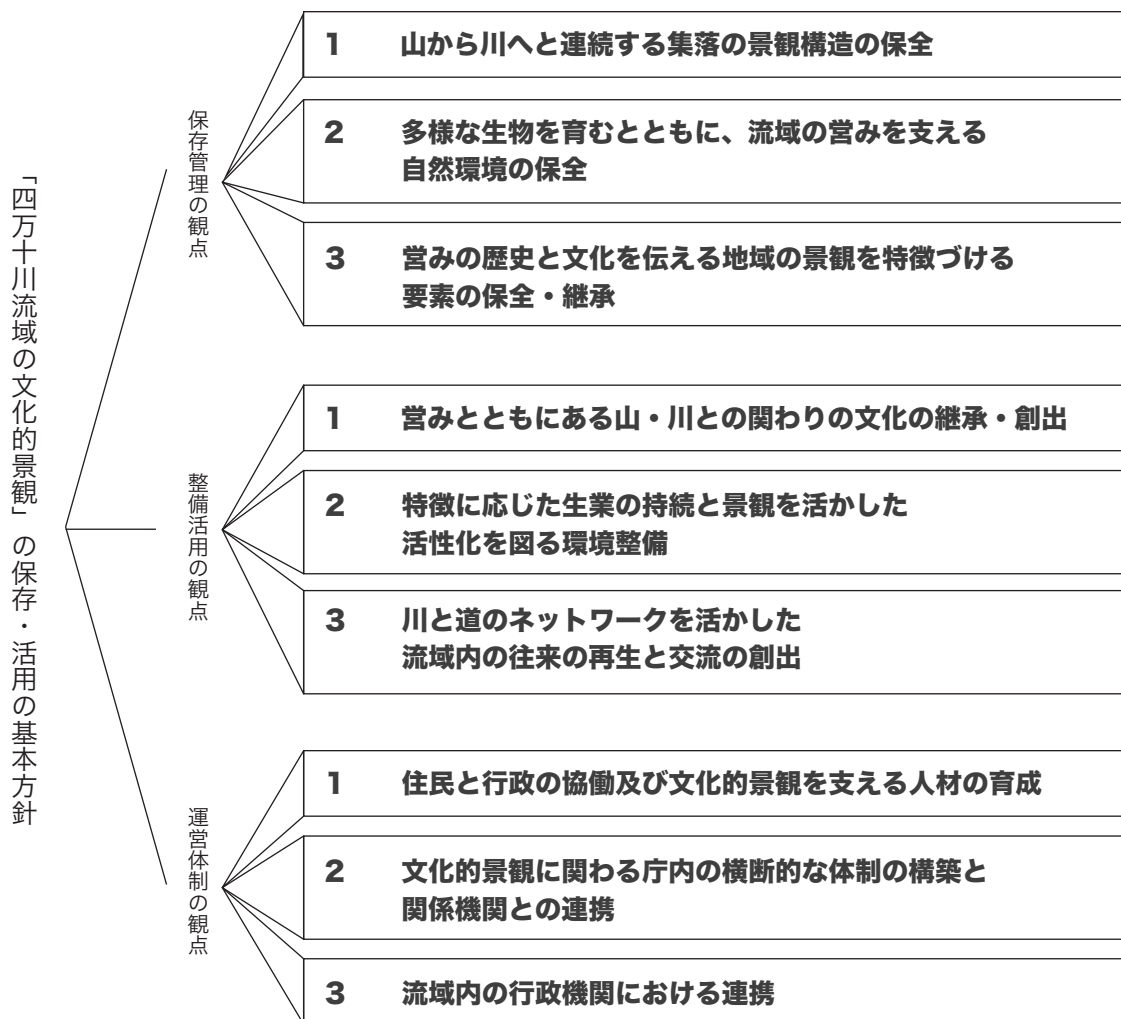 「四万十川流域の文化的景観」の保存・活用の基本方針
保存管理の観点
1 山から川へと連続する集落の景観構造の保全
2 多様な生物を育むとともに、流域の営みを支える
自然環境の保全
3 営みの歴史と文化を伝える地域の景観を特徴づける
要素の保全・継承
整備活用の観点
1 営みとともにある山・川との関わりの文化の継承・創出
2 特徴に応じた生業の持続と景観を活かした
活性化を図る環境整備
3 川と道のネットワークを活かした
流域内の往来の再生と交流の創出
運営体制の観点
1 住民と行政の協働及び文化的景観を支える人材の育成
2 文化的景観に関わる庁内の横断的な体制の構築と
関係機関との連携
3 流域内の行政機関における連携